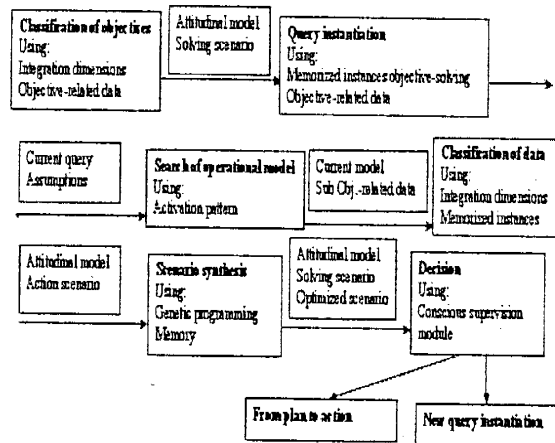 Classification of objectives
Using:
Integration dimensions
Objective-related data
Attitudinal model
Solving scenario
Query instantiation
Using:
Memorized instances objective-solving
Objective-related data
Current query
Assumptions
Search of operational model
Using:
Activation pattern
Current model
Sub Obj.-related data
Classification of data
Using:
Integration dimensions
Memorized instances
Attitudinal model
Action scenario
Scenario synthesis
Using:
Genetic programming
Memory
Attitudinal model
Solving scenario
Optimized scenario
Decision
Using:
Conscious supervision
module
From plan to action
New query instantiation